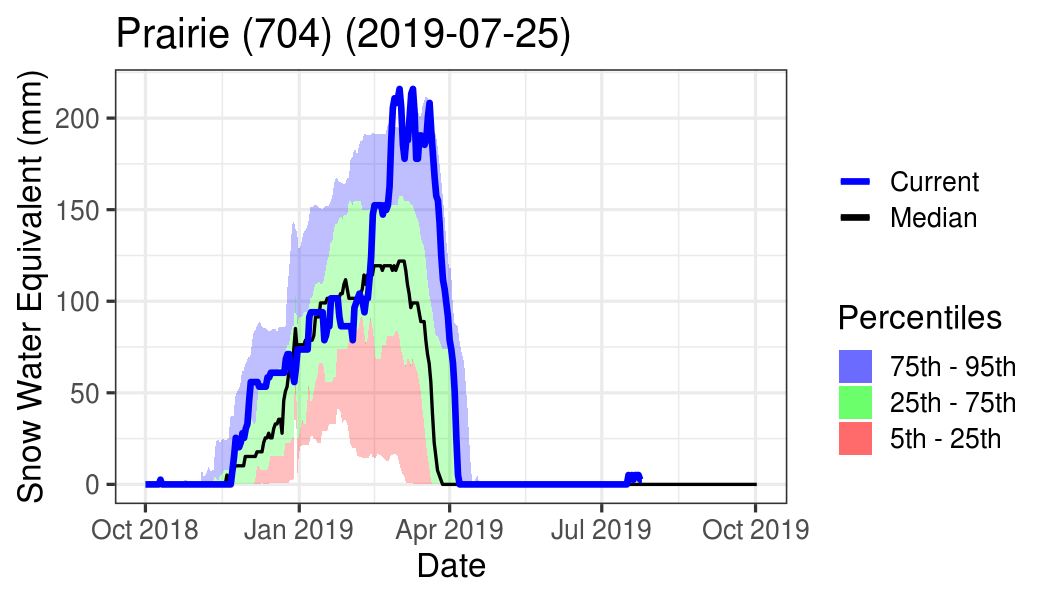 Prairie (704) (2019-07-25)
Snow Water Equivalent (mm)
200
150
100
50
0
Oct 2018
Jan 2019
Apr 2019
Jul 2019
Oct 2019
Date
Current
Median
Percentiles
75th - 95th
25th - 75th
5th - 25th